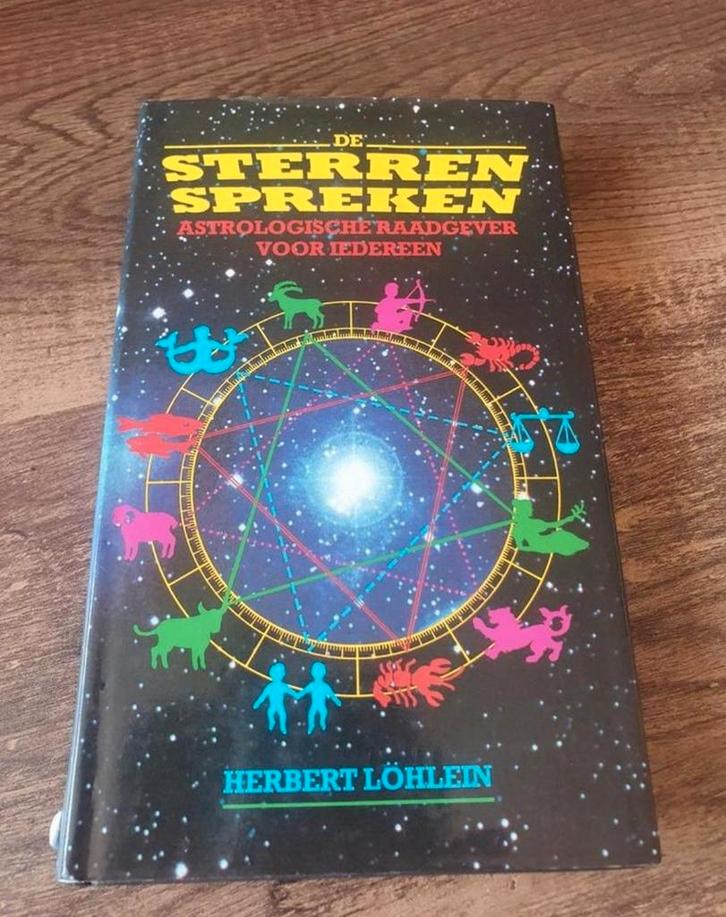 DE
STERREN
SPREKEN
ASTROLOGISCHE RAADGEVER
VOOR IEDEREEN
HERBERT LÖHLEIN